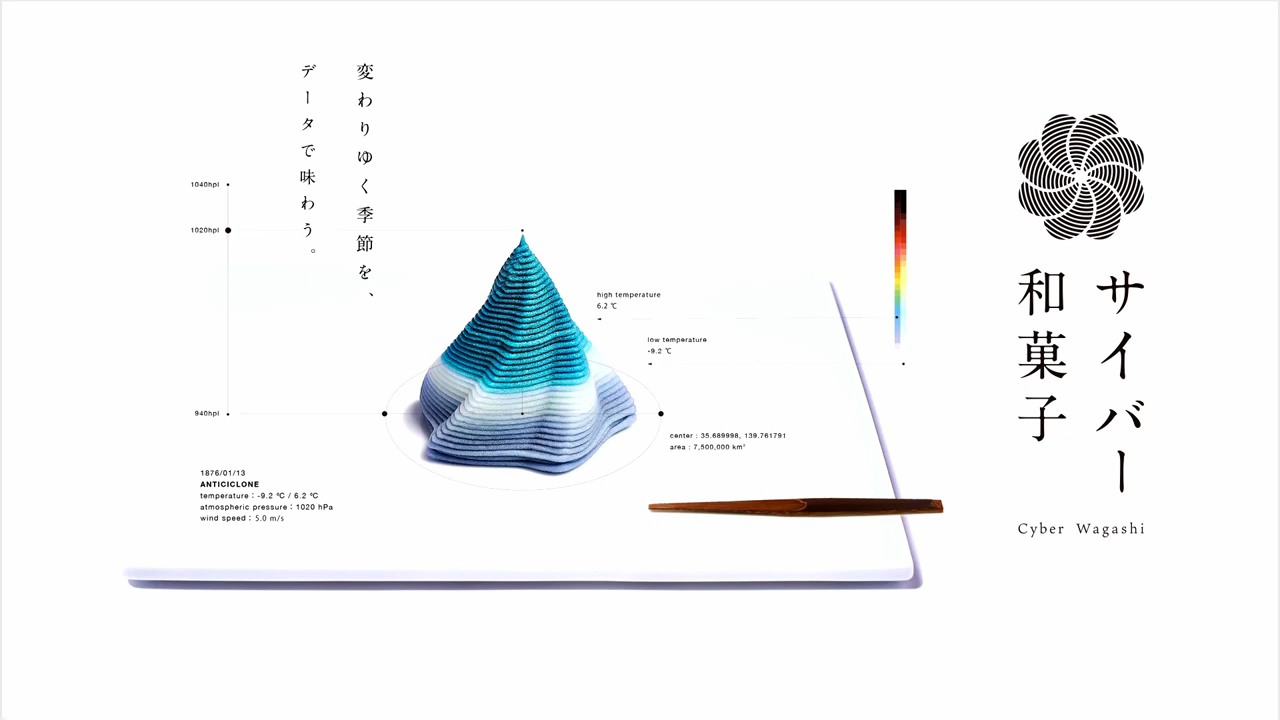 変わりゆく季節を、
データで味わう。
1040hpl
1020hpl
940hpl
high temperature
6.2 ℃
low temperature
-9.2 ℃
center : 35.689998, 139.761791
area : 7,500,000 km²
1876/01/13
ANTICICLONE
temperature : -9.2 ℃ / 6.2 ℃
atmospheric pressure : 1020 hPa
wind speed : 5.0 m/s
サイバー
和菓子
Cyber Wagashi